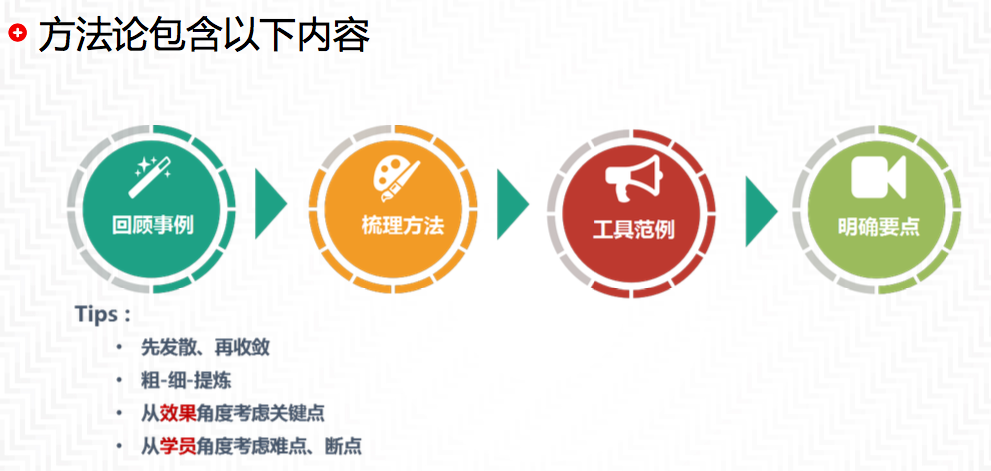 方法论包含以下内容
回顾事例
梳理方法
工具范例
明确要点
Tips：
• 先发散、再收敛
• 粗-细-提炼
• 从效果角度考虑关键点
• 从学员角度考虑难点、断点